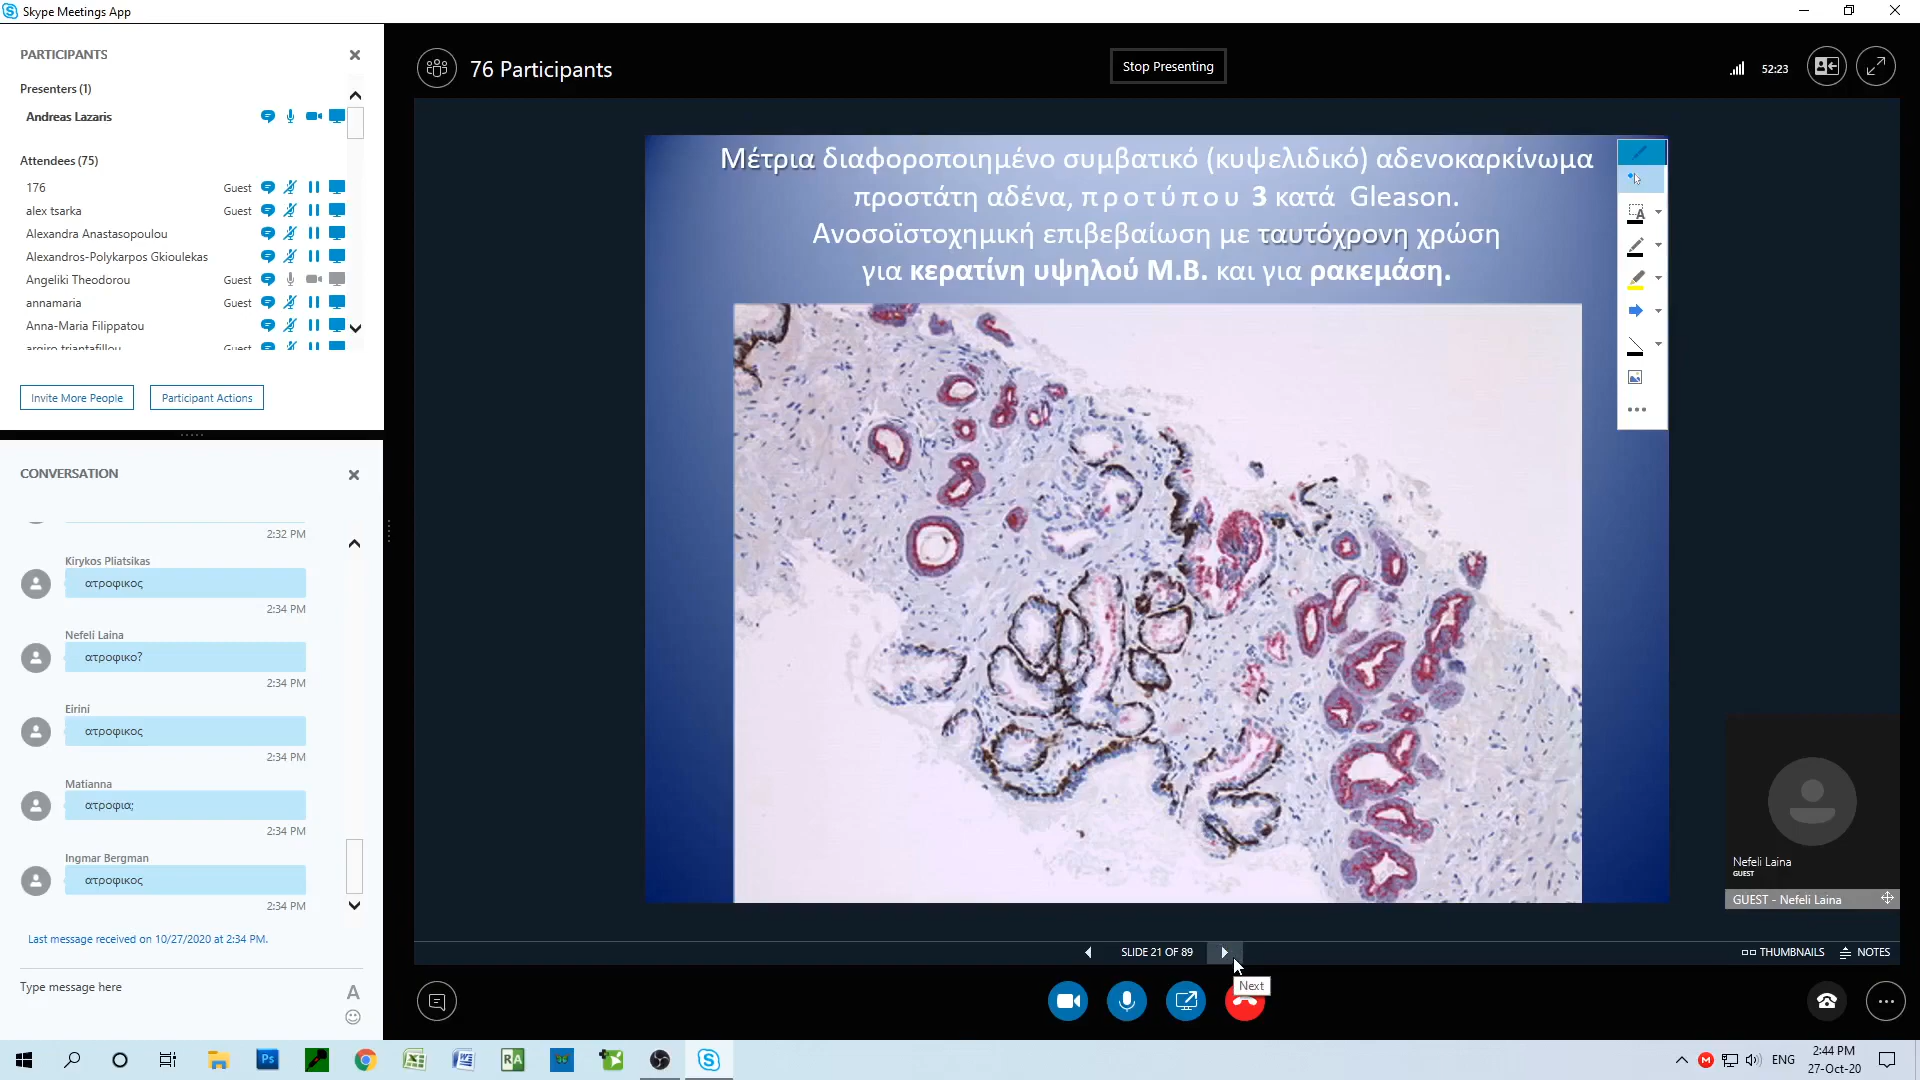 Skype Meetings App
PARTICIPANTS
Presenters (1)
Andreas Lazaris
Attendees (75)
176 Guest
alex tsarka Guest
Alexandra Anastasopoulou
Alexandros-Polykarpos Gkioulekas
Angeliki Theodorou Guest
annamaria Guest
Anna-Maria Filippatou
argiro triantafillou Guest
Invite More People Participant Actions
CONVERSATION
2:32 PM
Kirykos Pliatsikas
ατροφικος
2:34 PM
Nefeli Laina
ατροφικο?
2:34 PM
Eirini
ατροφικος
2:34 PM
Matianna
ατροφια;
2:34 PM
Ingmar Bergman
ατροφικος
2:34 PM
Last message received on 10/27/2020 at 2:34 PM.
Type message here
76 Participants
Stop Presenting
52:23
Μέτρια διαφοροποιημένο συμβατικό (κυψελιδικό) αδενοκαρκίνωμα
προστάτη αδένα, προτύπου 3 κατά Gleason.
Ανοσοϊστοχημική επιβεβαίωση με ταυτόχρονη χρώση
για κερατίνη υψηλού Μ.Β. και για ρακεμάση.
Nefeli Laina
GUEST
GUEST - Nefeli Laina
SLIDE 21 OF 89
THUMBNAILS NOTES
Next
ENG
2:44 PM
27-Oct-20